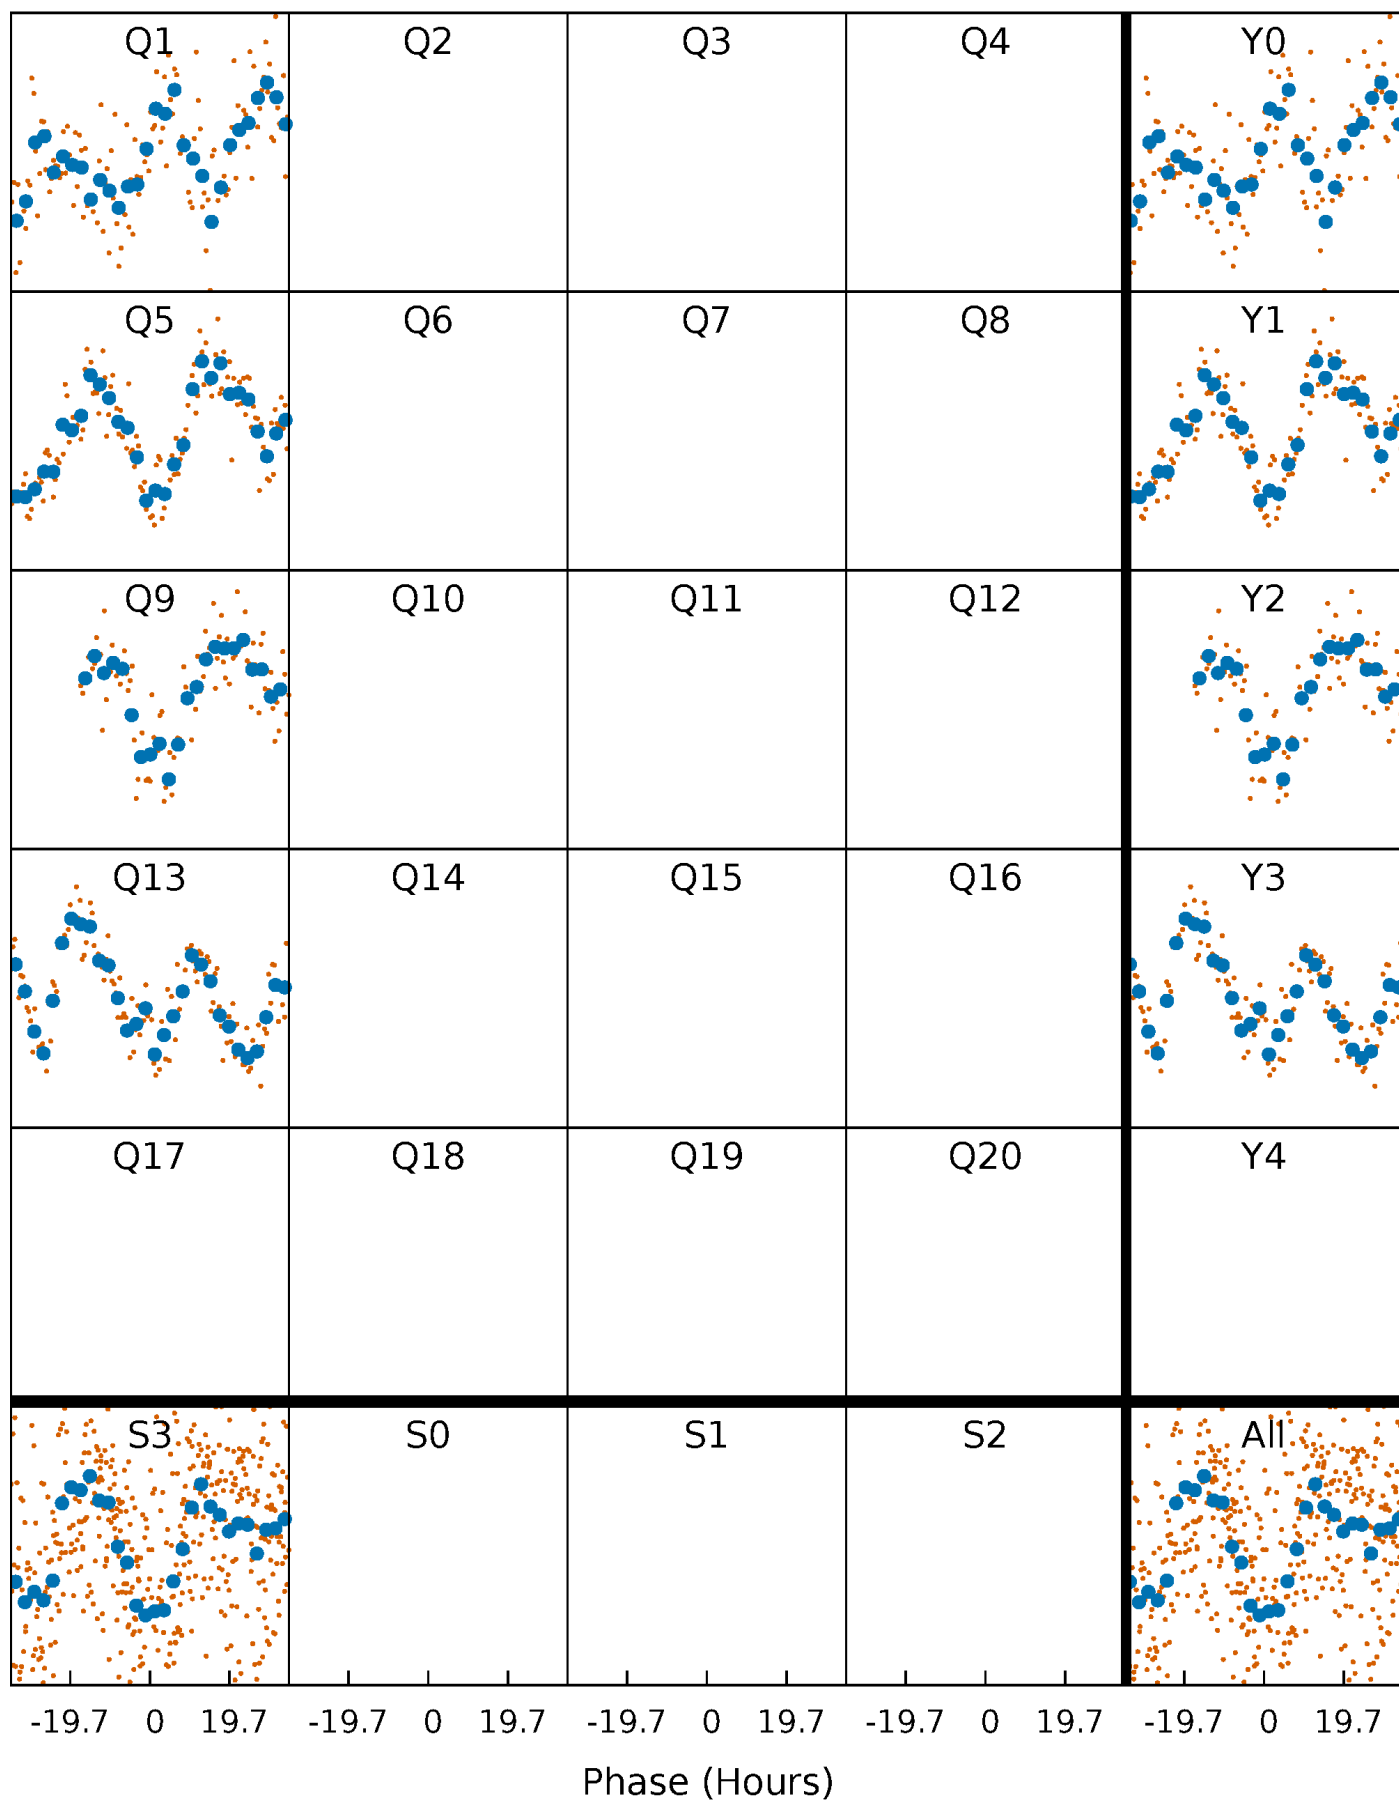 Q1 Q2 Q3 Q4 Y0
Q5 Q6 Q7 Q8 Y1
Q9 Q10 Q11 Q12 Y2
Q13 Q14 Q15 Q16 Y3
Q17 Q18 Q19 Q20 Y4
S3 S0 S1 S2 All
-19.7 0 19.7 -19.7 0 19.7 -19.7 0 19.7 -19.7 0 19.7 -19.7 0 19.7
Phase (Hours)